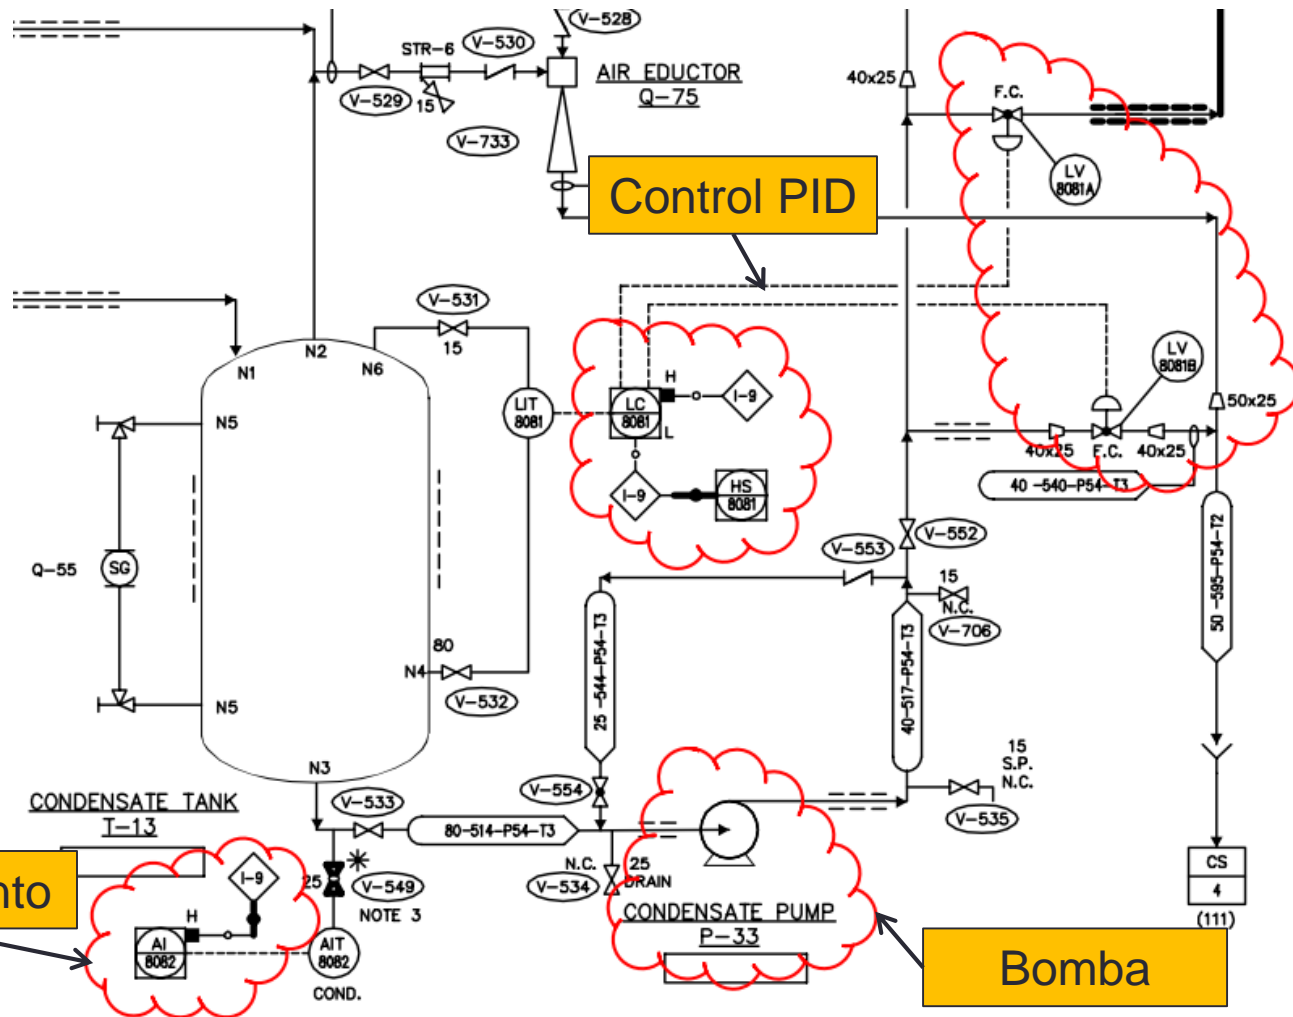 V-528
V-530
STR-6
AIR EDUCTOR
Q-75
V-529
15
V-733
40x25
F.C.
LV
8081A
Control PID
V-531
15
N1
N2
N6
N5
LIT
8081
LC
8081
H
L
I-9
I-9
HS
8081
LV
8081B
50x25
40x25
F.C.
40x25
40 -540-P54-T3
Q-55
SG
80
N4
V-532
N5
N3
V-553
V-552
15
N.C.
V-706
25 -544-P54-T3
40-517-P54-T3
50 -595-P54-T2
15
S.P.
N.C.
V-535
CONDENSATE TANK
T-13
V-533
80-514-P54-T3
V-554
N.C.
V-534
25
DRAIN
CONDENSATE PUMP
P-33
25
V-549
NOTE 3
I-9
H
AI
8082
AIT
8082
COND.
nto
Bomba
CS
4
(111)